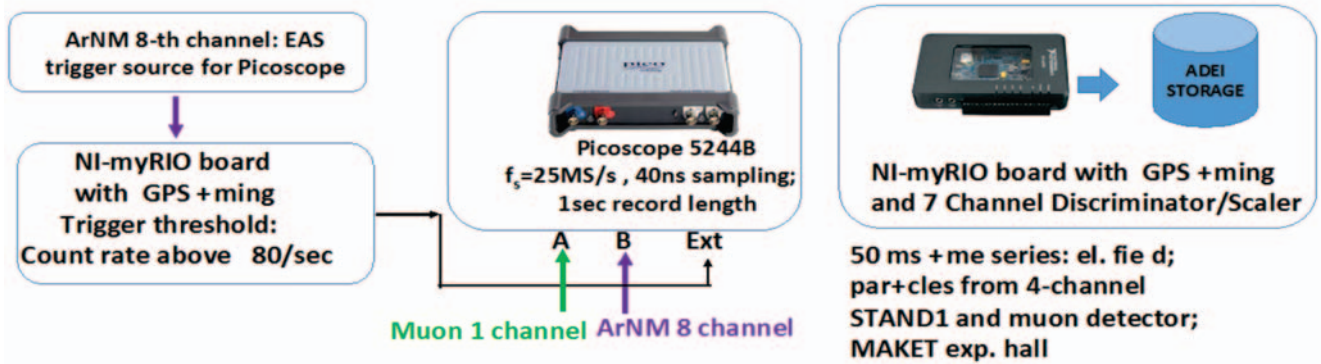 ArNM 8-th channel: EAS
trigger source for Picoscope
NI-myRIO board
with GPS +ming
Trigger threshold:
Count rate above 80/sec
pico
Picoscope 5244B
fs=25MS/s , 40ns sampling;
1sec record length
A B Ext
Muon 1 channel ArNM 8 channel
ADEI
STORAGE
NI-myRIO board with GPS +ming
and 7 Channel Discriminator/Scaler
50 ms +me series: el. fie d;
par+cles from 4-channel
STAND1 and muon detector;
MAKET exp. hall